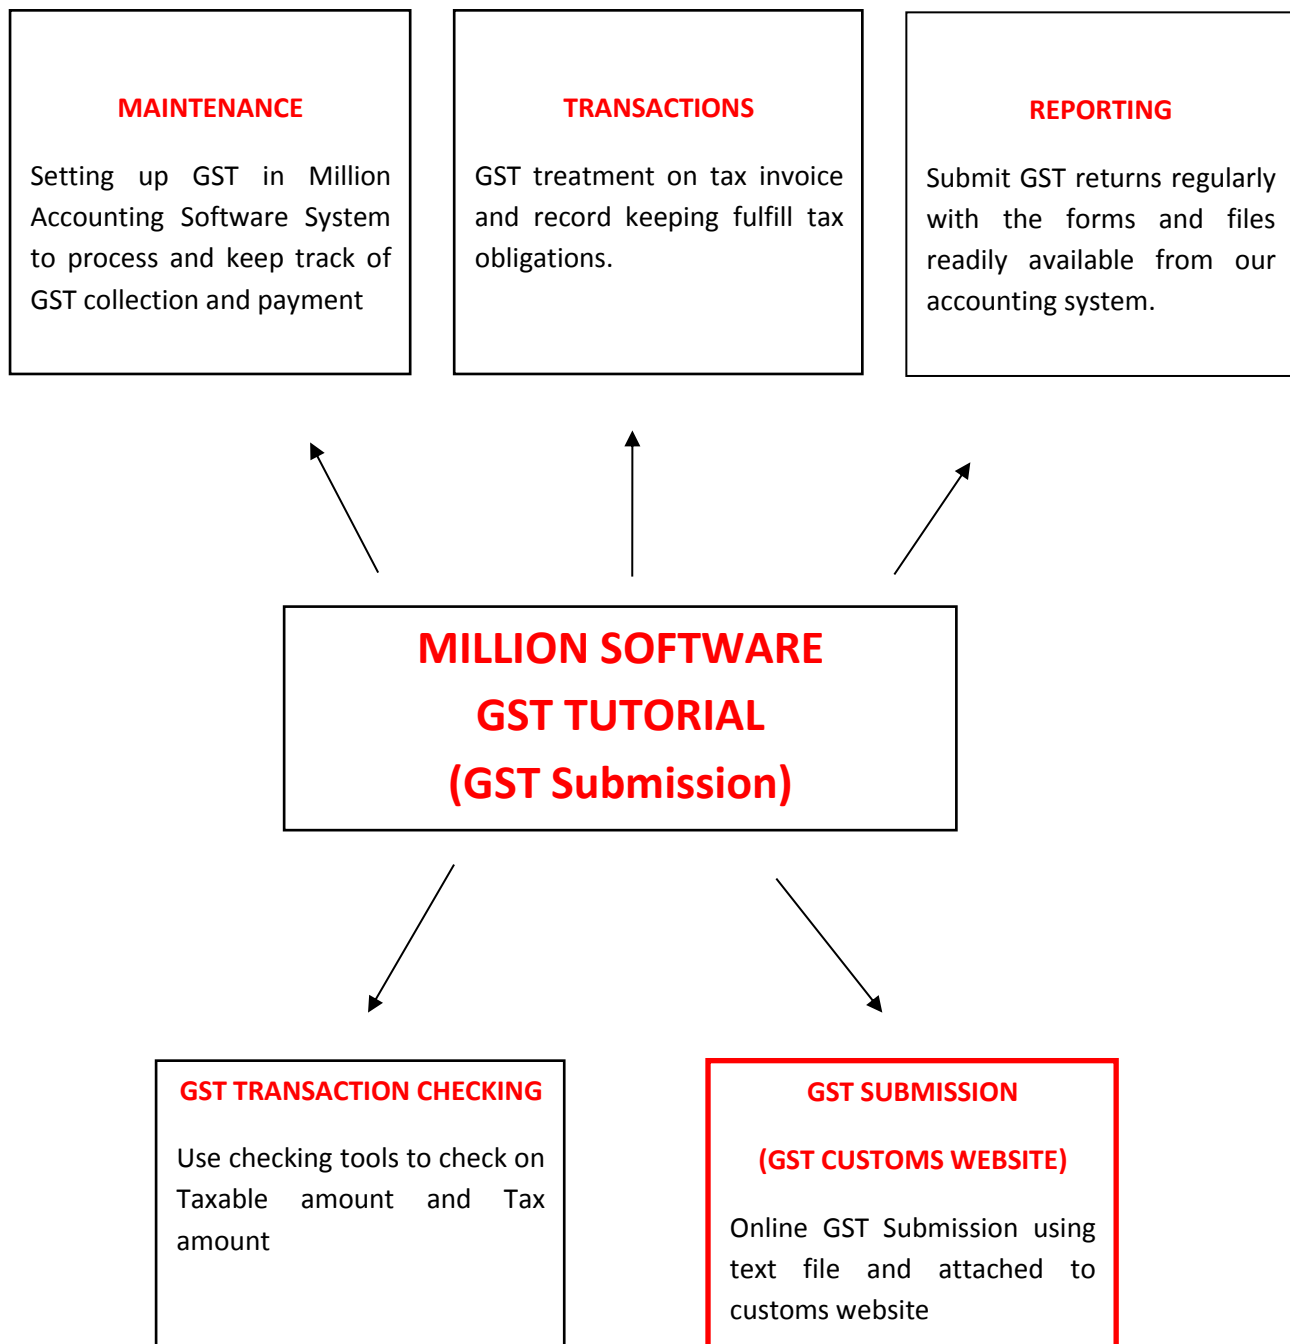 MAINTENANCE
Setting up GST in Million
Accounting Software System
to process and keep track of
GST collection and payment
TRANSACTIONS
GST treatment on tax invoice
and record keeping fulfill tax
obligations.
REPORTING
Submit GST returns regularly
with the forms and files
readily available from our
accounting system.
MILLION SOFTWARE
GST TUTORIAL
(GST Submission)
GST TRANSACTION CHECKING
Use checking tools to check on
Taxable amount and Tax
amount
GST SUBMISSION
(GST CUSTOMS WEBSITE)
Online GST Submission using
text file and attached to
customs website